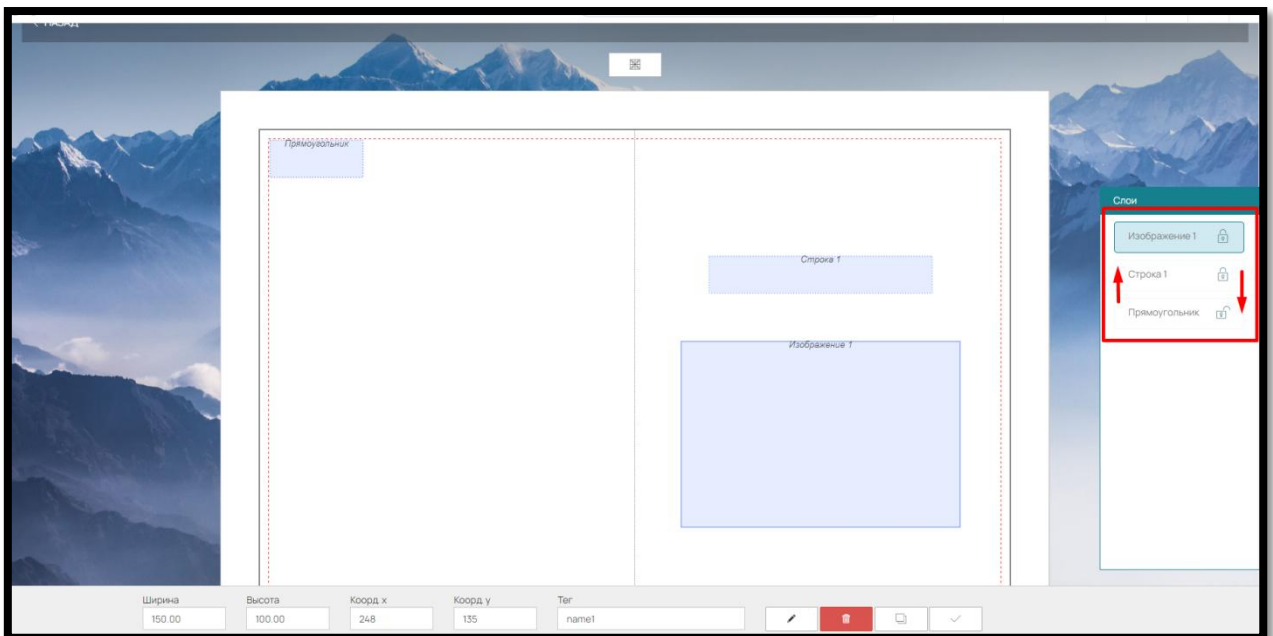 НАЗАД
Прямоугольник
Слои
Изображение 1
Строка 1
Строка 1
Прямоугольник
Изображение 1
Ширина
Высота
Коорд. x
Коорд. y
Тег
150.00
100.00
248
135
name1